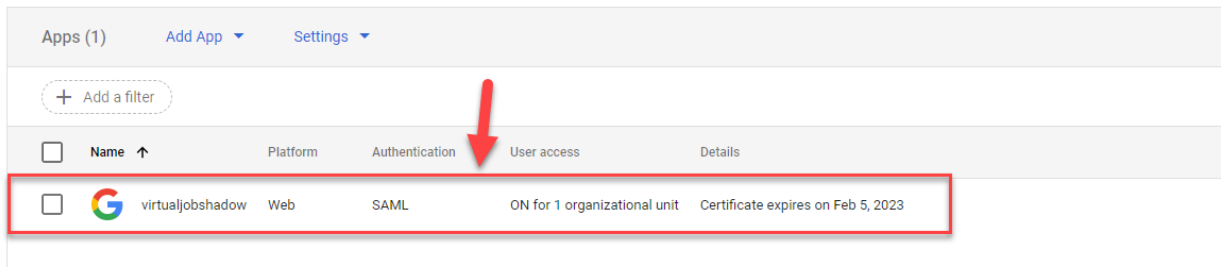 Apps (1) Add App Settings
+ Add a filter
Name Platform Authentication User access Details
virtualjobshadow Web SAML ON for 1 organizational unit Certificate expires on Feb 5, 2023